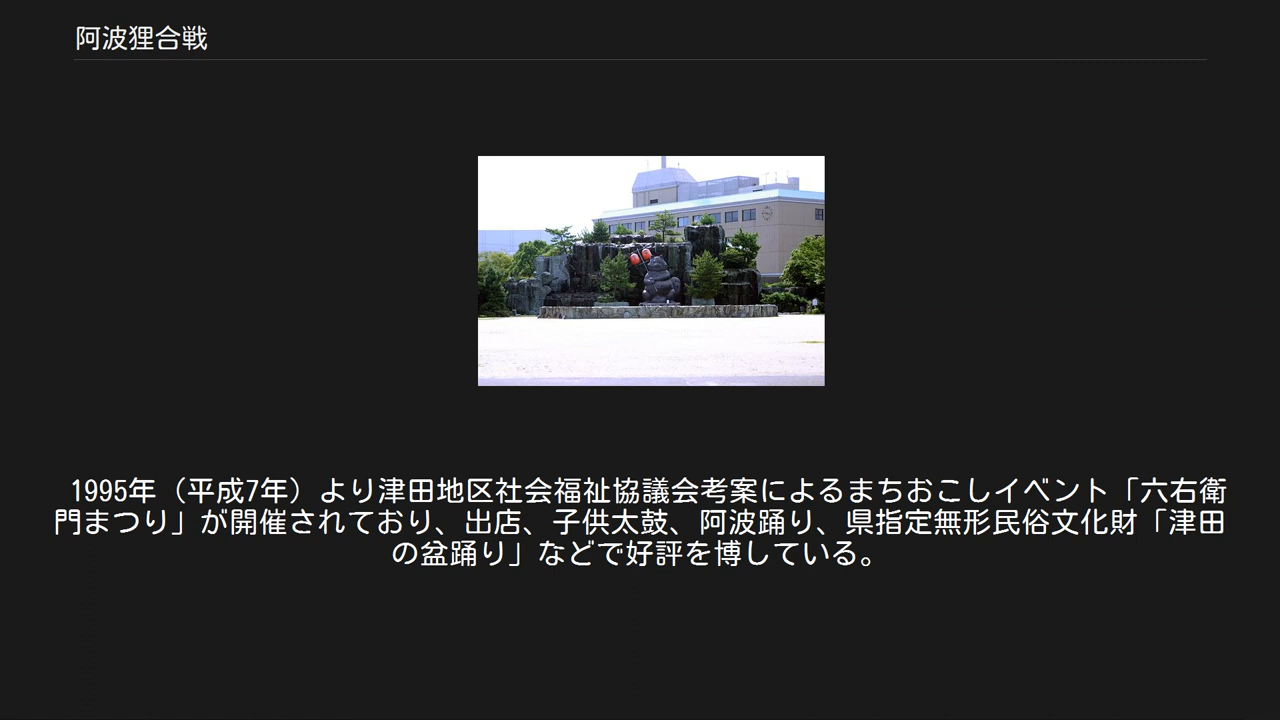 阿波狸合戦
1995年（平成7年）より津田地区社会福祉協議会考案によるまちおこしイベント「六右衛
門まつり」が開催されており、出店、子供太鼓、阿波踊り、県指定無形民俗文化財「津田
の盆踊り」などで好評を博している。